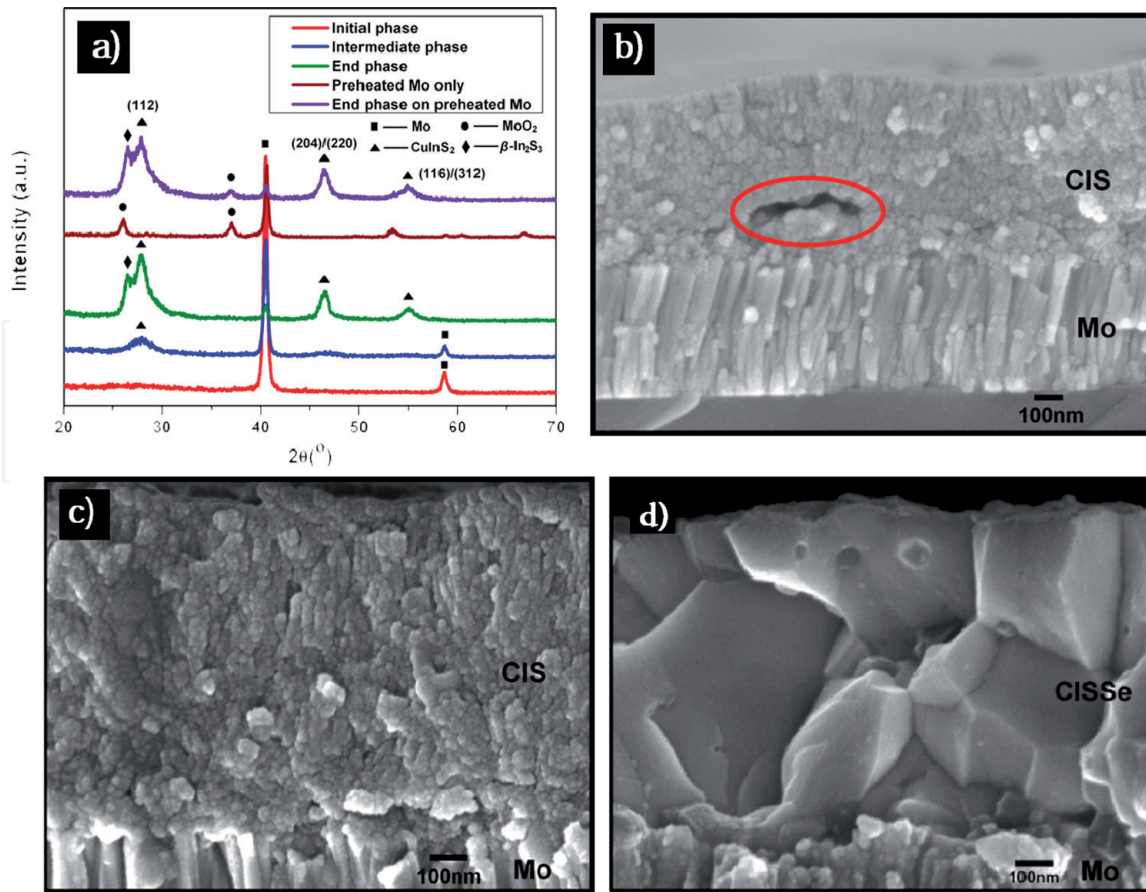 a)
Initial phase
Intermediate phase
End phase
Preheated Mo only
End phase on preheated Mo
■ — Mo ● — MoO₂
▲ — CuInS₂ ◆ — β-In₂S₃
(112)
(204)/(220)
(116)/(312)
Intensity (a.u.)
20 30 40 50 60 70
2θ(°)
b)
CIS
Mo
100nm
c)
CIS
100nm
Mo
d)
CISSe
100nm
Mo